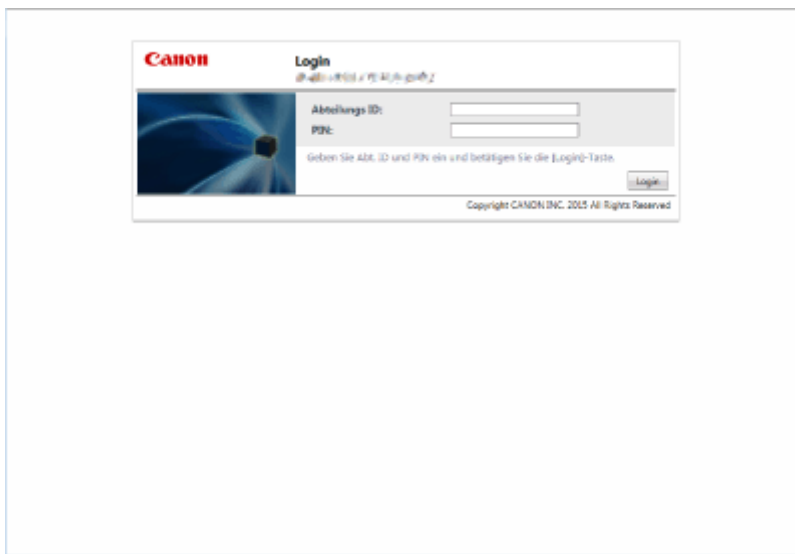 Canon
Login
Abteilungs ID:
PIN:
Geben Sie Abt. ID und PIN ein und betätigen Sie die [Login]-Taste.
Login
Copyright CANON INC. 2015 All Rights Reserved